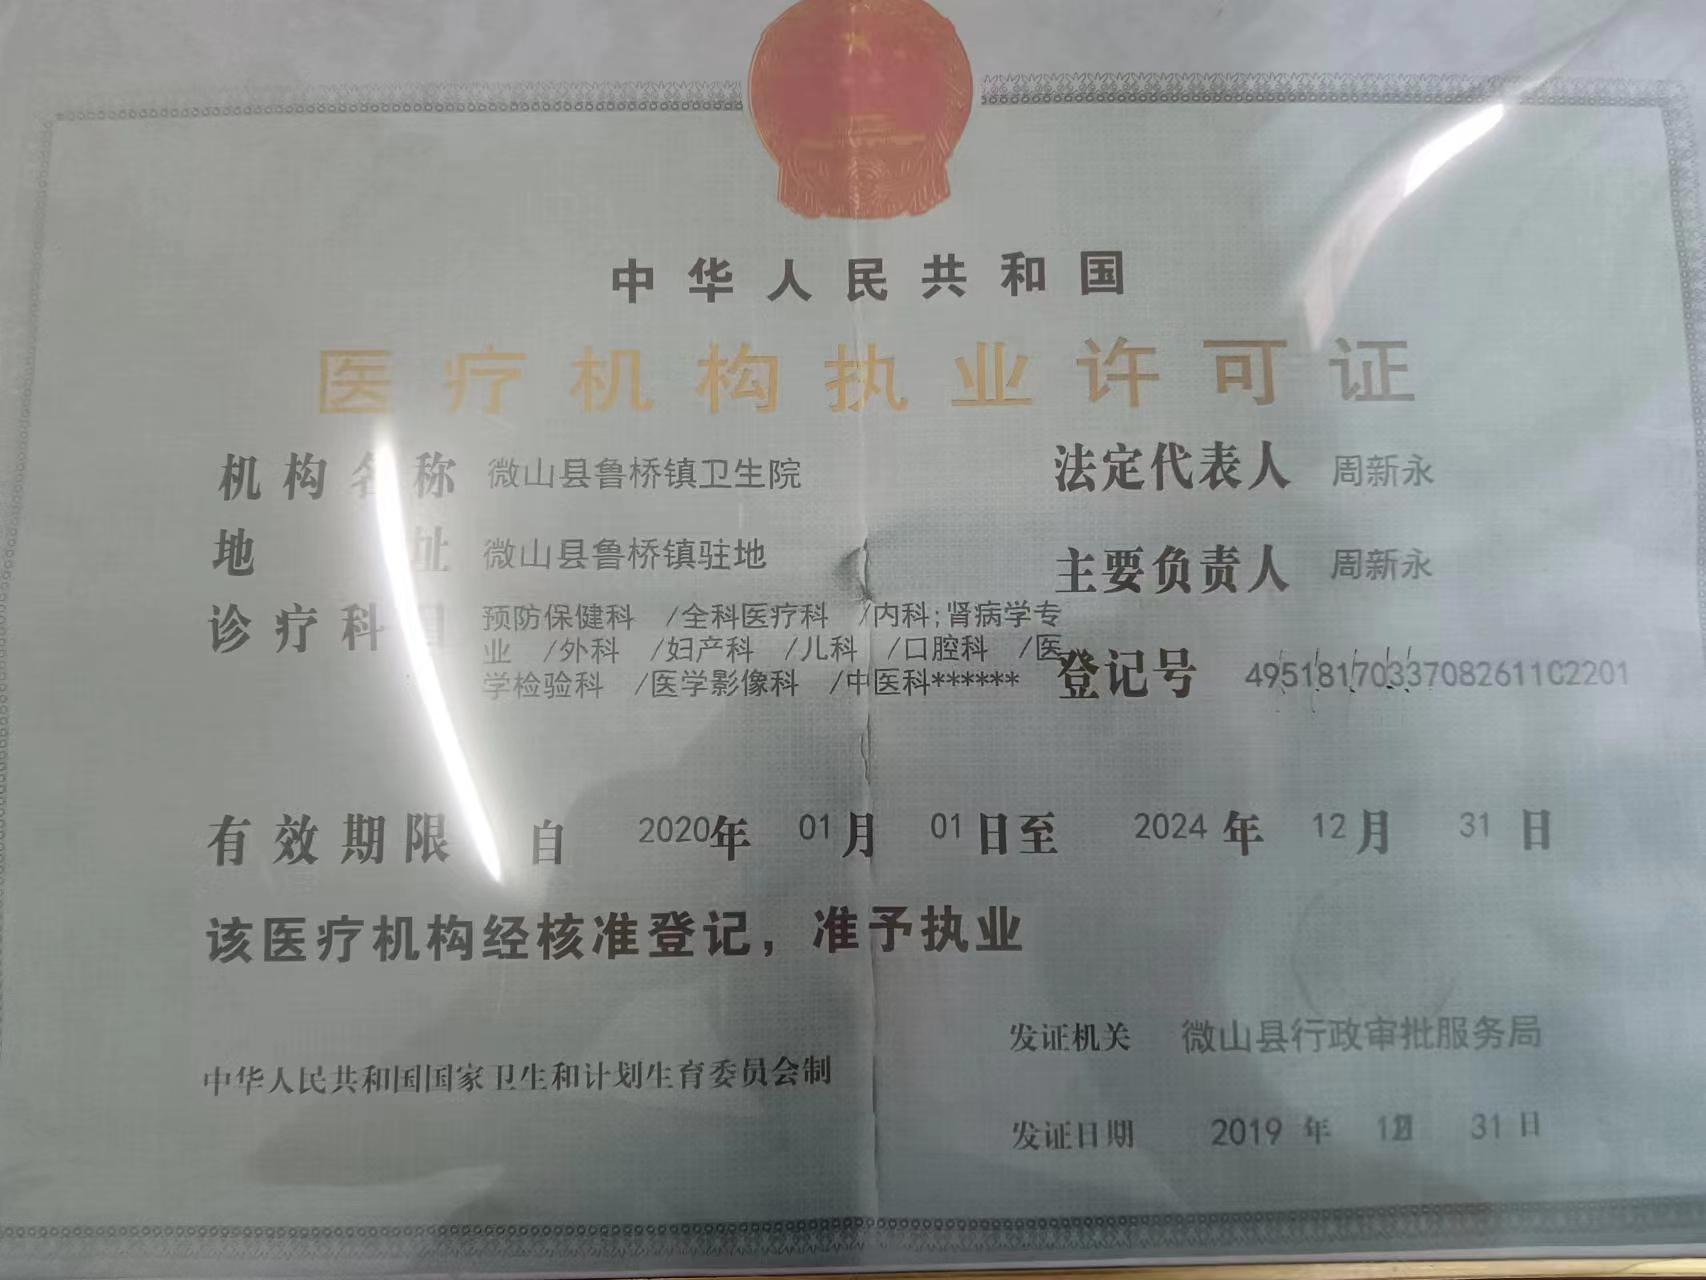 中华人民共和国
医疗机构执业许可证
机构名称 微山县鲁桥镇卫生院
法定代表人 周新永
地 址 微山县鲁桥镇驻地
主要负责人 周新永
诊疗科目 预防保健科 /全科医疗科 /内科;肾病学专
业 /外科 /妇产科 /儿科 /口腔科 /医
学检验科 /医学影像科 /中医科******
登记号 49518170337082611C2201
有效期限 自 2020年 01月 01日至 2024年 12月 31日
该医疗机构经核准登记，准予执业
发证机关 微山县行政审批服务局
中华人民共和国国家卫生和计划生育委员会制
发证日期 2019年 12月 31日